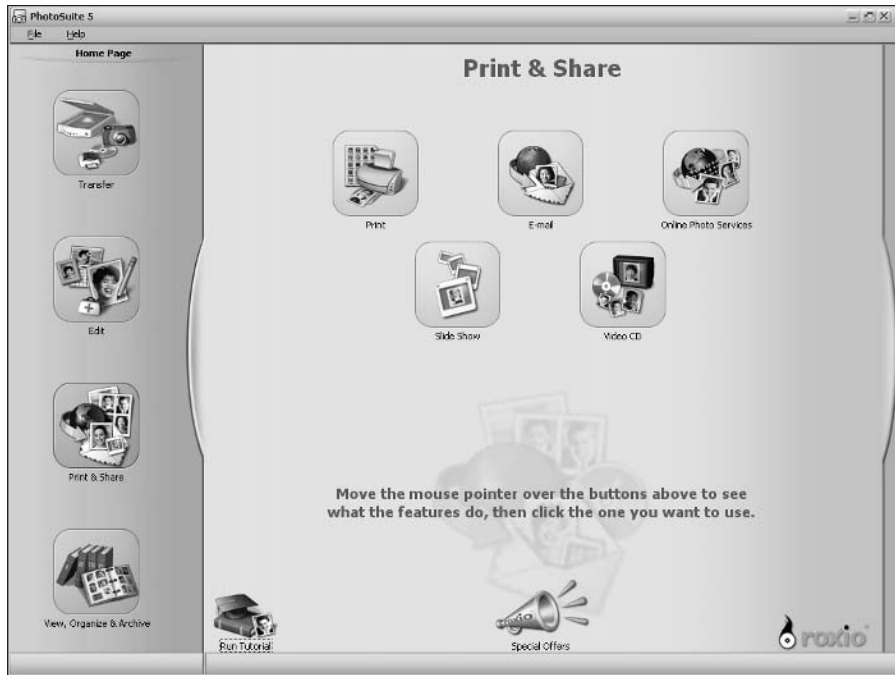 PhotoSuite 5
File Help
Home Page
Print & Share
Transfer
Print
E-mail
Online Photo Services
Edit
Slide Show
Video CD
Print & Share
Move the mouse pointer over the buttons above to see
what the features do, then click the one you want to use.
View, Organize & Archive
roxio
Run Tutorial
Special Offers
roxio